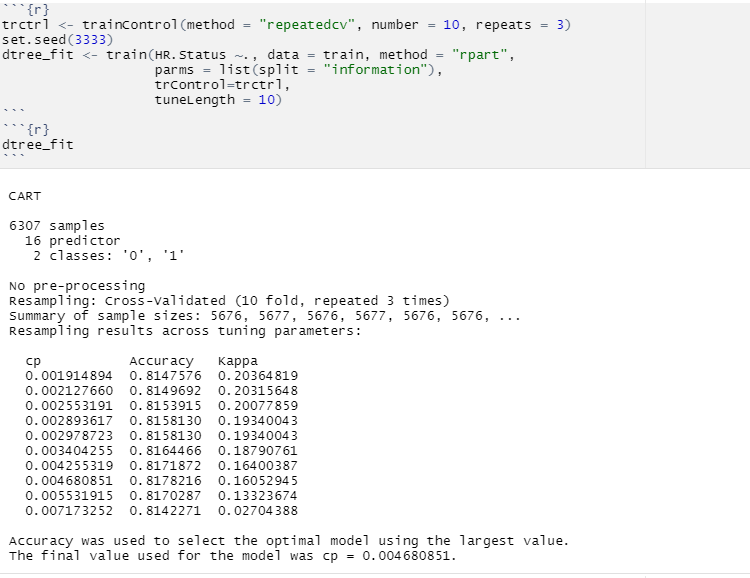 ```{r}
trctrl <- trainControl(method = "repeatedcv", number = 10, repeats = 3)
set.seed(3333)
dtree_fit <- train(HR.Status ~., data = train, method = "rpart",
                   parms = list(split = "information"),
                   trControl=trctrl,
                   tuneLength = 10)
```
```{r}
dtree_fit
```
CART
6307 samples
  16 predictor
   2 classes: '0', '1'
No pre-processing
Resampling: Cross-Validated (10 fold, repeated 3 times)
Summary of sample sizes: 5676, 5677, 5676, 5677, 5676, 5676, ...
Resampling results across tuning parameters:
  cp           Accuracy   Kappa
  0.001914894  0.8147576  0.20364819
  0.002127660  0.8149692  0.20315648
  0.002553191  0.8153915  0.20077859
  0.002893617  0.8158130  0.19340043
  0.002978723  0.8158130  0.19340043
  0.003404255  0.8164466  0.18790761
  0.004255319  0.8171872  0.16400387
  0.004680851  0.8178216  0.16052945
  0.005531915  0.8170287  0.13323674
  0.007173252  0.8142271  0.02704388
Accuracy was used to select the optimal model using the largest value.
The final value used for the model was cp = 0.004680851.